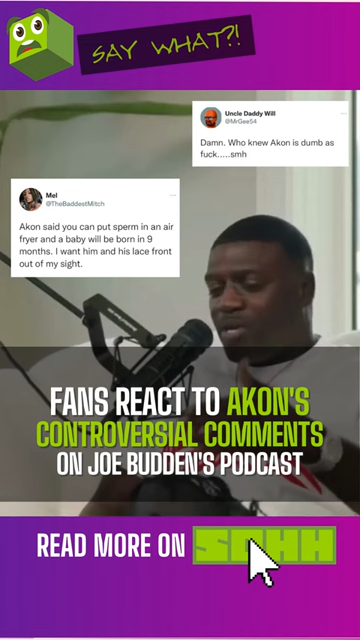 SAY WHAT?!
Uncle Daddy Will
@MrGee54
Damn. Who knew Akon is dumb as
fuck.....smh
Mel
@TheBaddestMitch
Akon said you can put sperm in an air
fryer and a baby will be born in 9
months. I want him and his lace front
out of my sight.
FANS REACT TO AKON'S
CONTROVERSIAL COMMENTS
ON JOE BUDDEN'S PODCAST
READ MORE ON SOHH